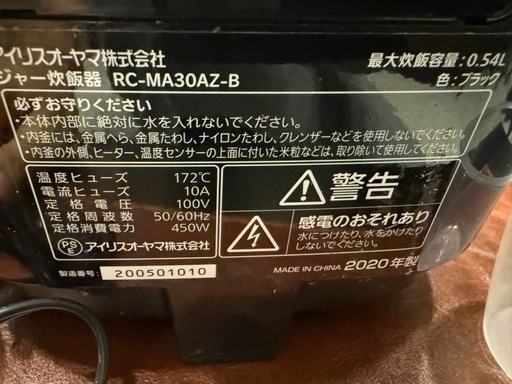 アイリスオーヤマ株式会社
ジャー炊飯器 RC-MA30AZ-B
最大炊飯容量:0.54L
色:ブラック
必ずお守りください
・本体内部に絶対に水を入れないでください。
・内釜には、金属へら、金属たわし、ナイロンたわし、クレンザーなどは使用しないでください。
・内釜の外側、ヒーター、温度センサーの上面に付いた米粒などは、取り除いて使用してください。
温度ヒューズ 172℃
電流ヒューズ 10A
定格電圧 100V
定格周波数 50/60Hz
定格消費電力 450W
PSE アイリスオーヤマ株式会社
製造番号: 200501010
警告
感電のおそれあり
水につけたり、水をかけたり
しないでください。
MADE IN CHINA 2020年製